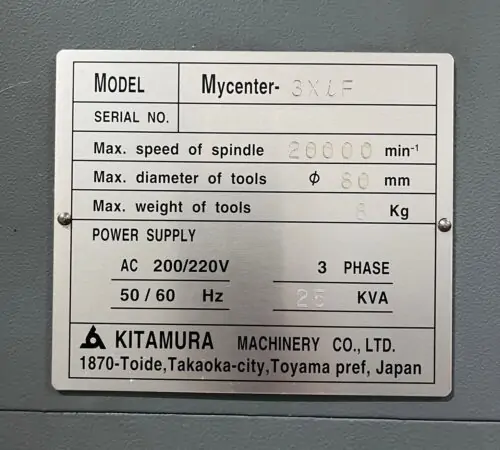 MODEL Mycenter-3XiF
SERIAL NO.
Max. speed of spindle 20000 min-1
Max. diameter of tools ϕ 80 mm
Max. weight of tools 8 Kg
POWER SUPPLY
AC 200/220V 3 PHASE
50/60 Hz 25 KVA
KITAMURA MACHINERY CO., LTD.
1870-Toide,Takaoka-city,Toyama pref, Japan